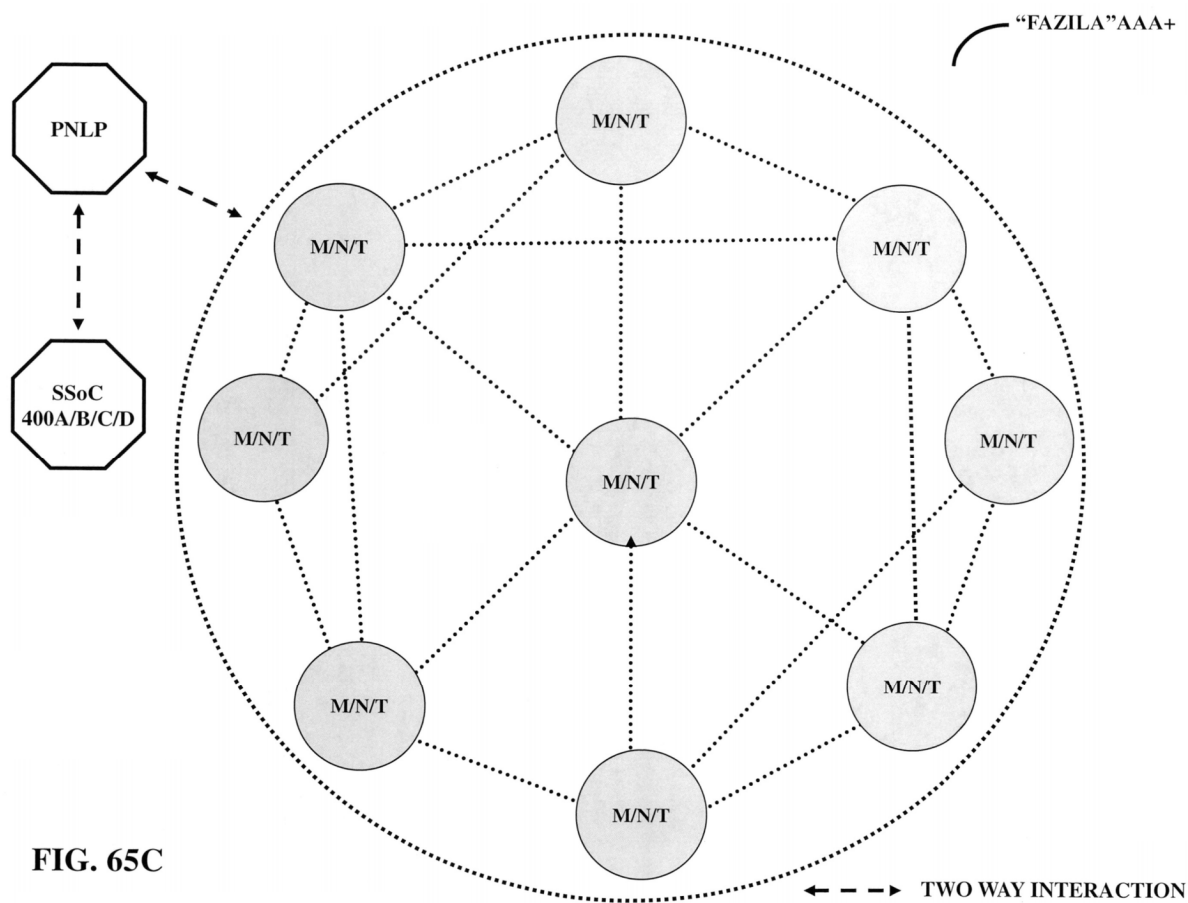 “FAZILA”AAA+
PNLP
M/N/T
M/N/T
M/N/T
SSoC
400A/B/C/D
M/N/T
M/N/T
M/N/T
M/N/T
M/N/T
M/N/T
FIG. 65C
TWO WAY INTERACTION